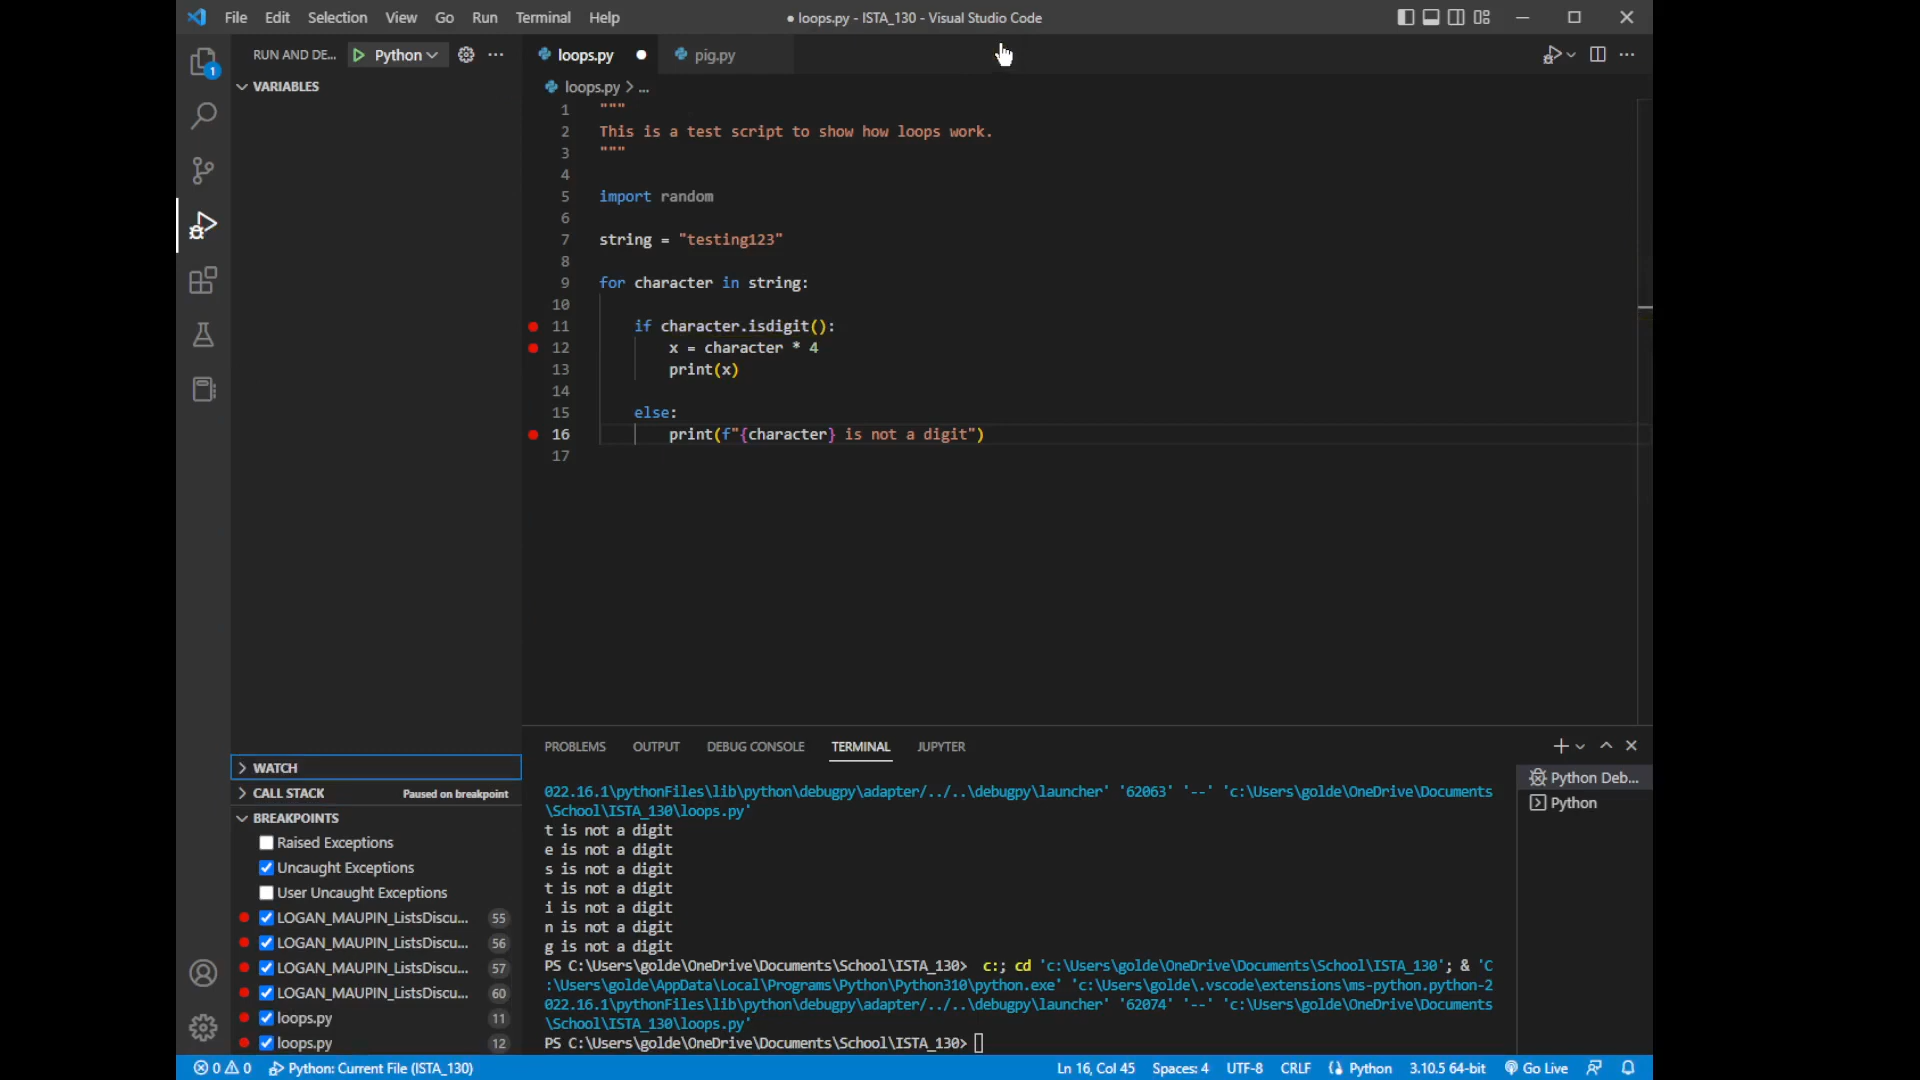 File Edit Selection View Go Run Terminal Help
● loops.py - ISTA_130 - Visual Studio Code
RUN AND DE... Python
loops.py
pig.py
1
VARIABLES
loops.py > ...
1 """
2 This is a test script to show how loops work.
3 """
4
5 import random
6
7 string = "testing123"
8
9 for character in string:
10
11 if character.isdigit():
12 x = character * 4
13 print(x)
14
15 else:
16 print(f"{character} is not a digit")
17
WATCH
CALL STACK Paused on breakpoint
BREAKPOINTS
Raised Exceptions
Uncaught Exceptions
User Uncaught Exceptions
LOGAN_MAUPIN_ListsDiscu... 55
LOGAN_MAUPIN_ListsDiscu... 56
LOGAN_MAUPIN_ListsDiscu... 57
LOGAN_MAUPIN_ListsDiscu... 60
loops.py 11
loops.py 12
PROBLEMS OUTPUT DEBUG CONSOLE TERMINAL JUPYTER
022.16.1\pythonFiles\lib\python\debugpy\adapter/../..\debugpy\launcher' '62063' '--' 'c:\Users\golde\OneDrive\Documents
\School\ISTA_130\loops.py'
t is not a digit
e is not a digit
s is not a digit
t is not a digit
i is not a digit
n is not a digit
g is not a digit
PS C:\Users\golde\OneDrive\Documents\School\ISTA_130> c:; cd 'c:\Users\golde\OneDrive\Documents\School\ISTA_130'; & 'C
:\Users\golde\AppData\Local\Programs\Python\Python310\python.exe' 'c:\Users\golde\.vscode\extensions\ms-python.python-2
022.16.1\pythonFiles\lib\python\debugpy\adapter/../..\debugpy\launcher' '62074' '--' 'c:\Users\golde\OneDrive\Documents
\School\ISTA_130\loops.py'
PS C:\Users\golde\OneDrive\Documents\School\ISTA_130>
Python Deb...
Python
0 0 Python: Current File (ISTA_130)
Ln 16, Col 45 Spaces: 4 UTF-8 CRLF Python 3.10.5 64-bit Go Live